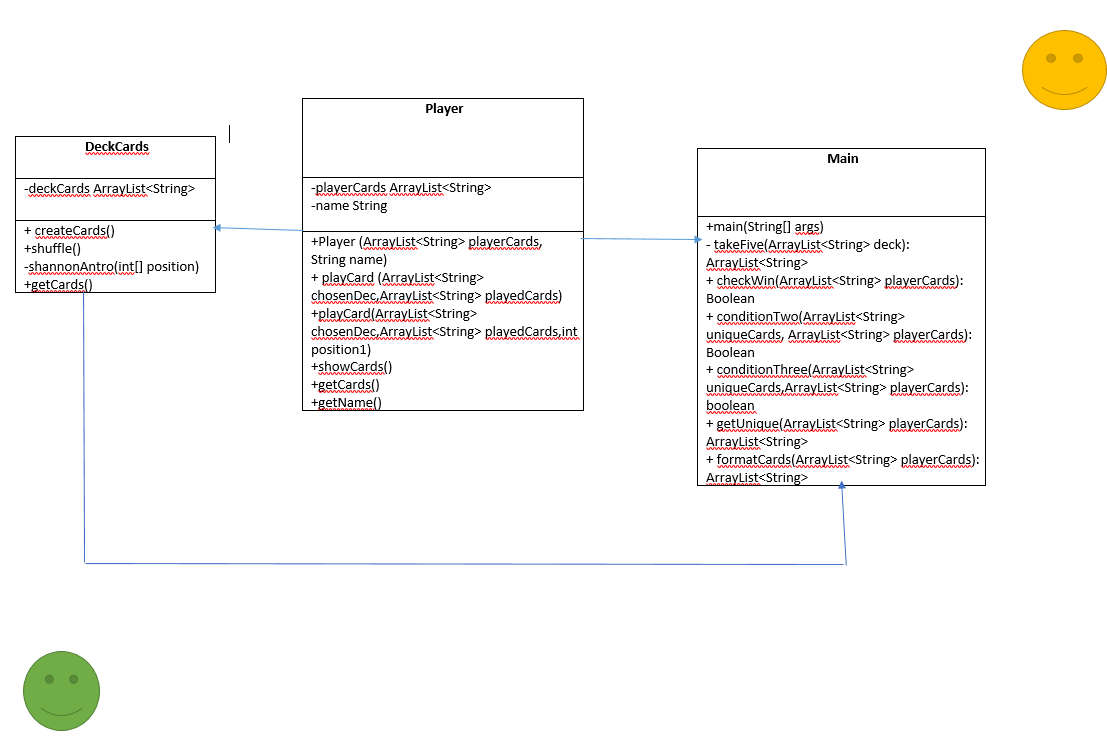 DeckCards
-deckCards ArrayList<String>
+ createCards()
+shuffle()
-shannonAntro(int[] position)
+getCards()
Player
-playerCards ArrayList<String>
-name String
+Player (ArrayList<String> playerCards,
String name)
+ playCard (ArrayList<String>
chosenDec,ArrayList<String> playedCards)
+playCard(ArrayList<String>
chosenDec,ArrayList<String> playedCards,int
position1)
+showCards()
+getCards()
+getName()
Main
+main(String[] args)
- takeFive(ArrayList<String> deck):
ArrayList<String>
+ checkWin(ArrayList<String> playerCards):
Boolean
+ conditionTwo(ArrayList<String>
uniqueCards, ArrayList<String> playerCards):
Boolean
+ conditionThree(ArrayList<String>
uniqueCards,ArrayList<String> playerCards):
boolean
+ getUnique(ArrayList<String> playerCards):
ArrayList<String>
+ formatCards(ArrayList<String> playerCards):
ArrayList<String>